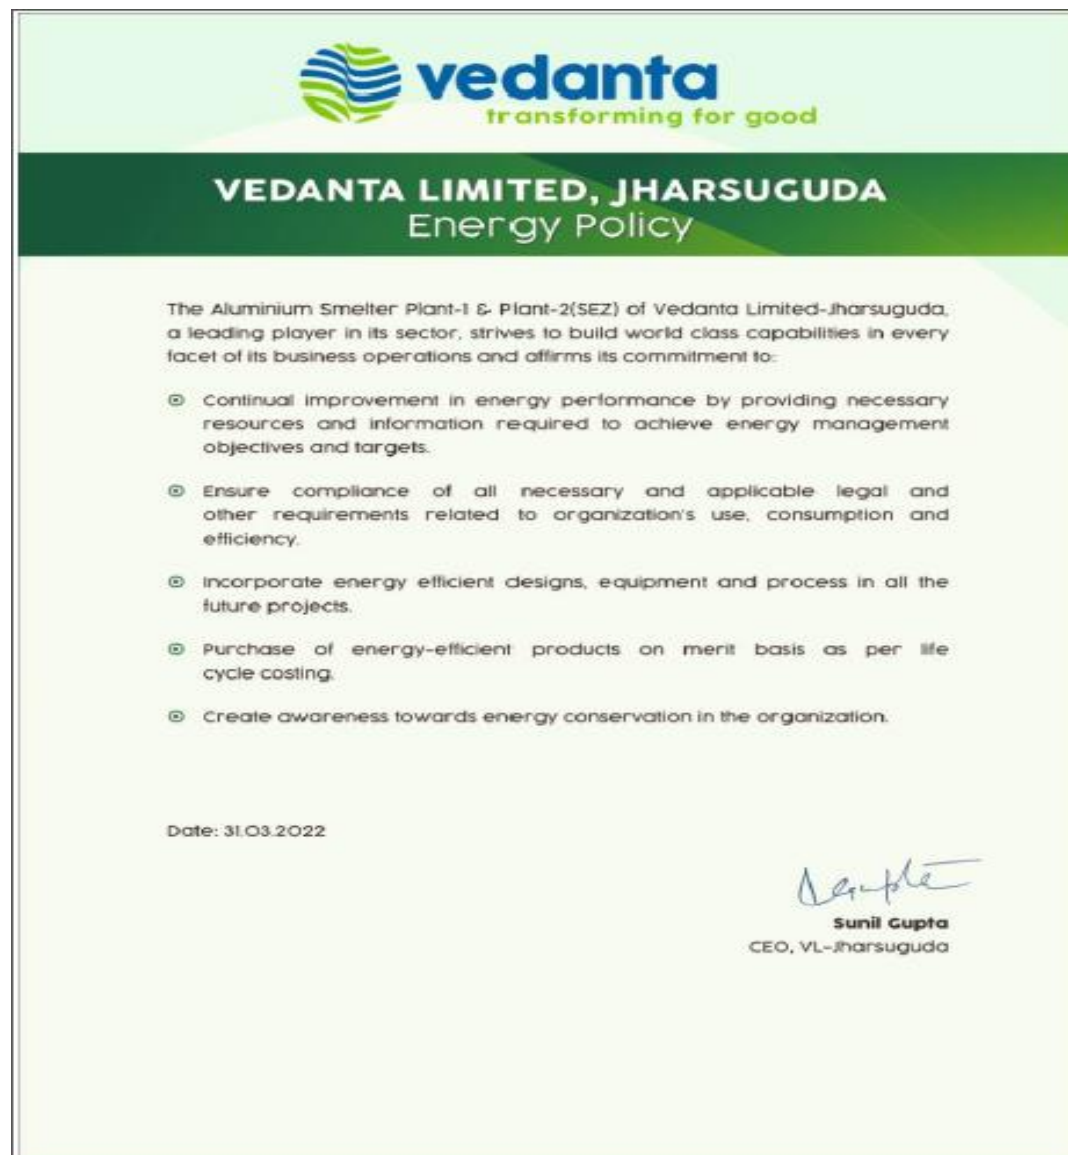 vedanta
transforming for good
VEDANTA LIMITED, JHARSUGUDA
Energy Policy
The Aluminium Smelter Plant-1 & Plant-2(SEZ) of Vedanta Limited-Jharsuguda,
a leading player in its sector, strives to build world class capabilities in every
facet of its business operations and affirms its commitment to:
Continual improvement in energy performance by providing necessary
resources and information required to achieve energy management
objectives and targets.
Ensure compliance of all necessary and applicable legal and
other requirements related to organization's use, consumption and
efficiency.
Incorporate energy efficient designs, equipment and process in all the
future projects.
Purchase of energy-efficient products on merit basis as per life
cycle costing.
Create awareness towards energy conservation in the organization.
Date: 31.03.2022
Sunil Gupta
CEO, VL-Jharsuguda